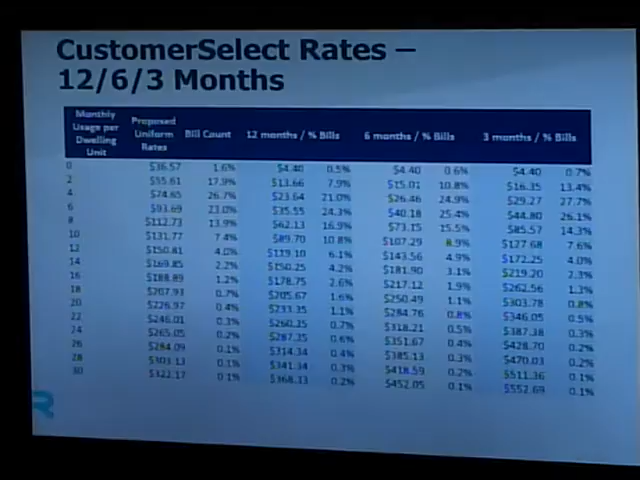 CustomerSelect Rates –
12/6/3 Months
Monthly Usage per Dwelling Unit Proposed Uniform Rates Bill Count 12 months / % Bills 6 months / % Bills 3 months / % Bills
0 $36.57 1.6% $4.40 0.5% $4.40 0.6% $4.40 0.7%
2 $55.61 17.9% $13.66 7.9% $15.01 10.8% $16.35 13.4%
4 $74.65 26.7% $23.64 21.0% $26.46 24.9% $29.27 27.7%
6 $93.69 23.0% $35.55 24.3% $40.18 25.4% $44.80 26.1%
8 $112.73 13.9% $62.13 16.9% $73.15 15.5% $85.57 14.3%
10 $131.77 7.4% $89.70 10.8% $107.29 8.9% $127.68 7.6%
12 $150.81 4.0% $119.10 6.1% $143.56 4.9% $172.25 4.0%
14 $169.85 2.2% $150.25 4.2% $181.90 3.1% $219.20 2.3%
16 $188.89 1.2% $178.75 2.6% $217.12 1.9% $262.56 1.3%
18 $207.93 0.7% $205.67 1.6% $250.49 1.1% $303.78 0.8%
20 $226.97 0.4% $233.35 1.1% $284.76 0.8% $346.05 0.5%
22 $246.01 0.3% $260.35 0.7% $318.21 0.5% $387.38 0.3%
24 $265.05 0.2% $287.35 0.6% $351.67 0.4% $428.70 0.2%
26 $284.09 0.1% $314.34 0.4% $385.13 0.3% $470.03 0.2%
28 $303.13 0.1% $341.34 0.3% $418.59 0.2% $511.36 0.1%
30 $322.17 0.1% $368.33 0.2% $452.05 0.1% $552.69 0.1%
R